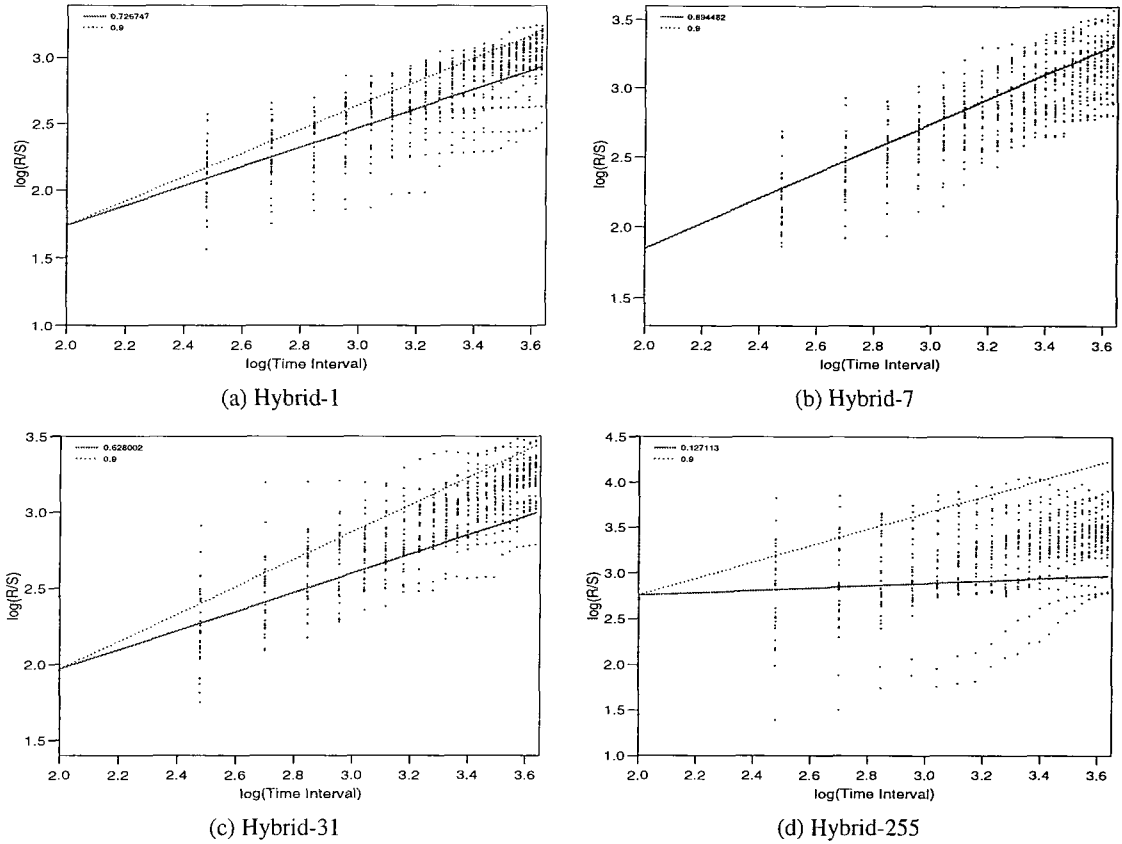 0.726747
0.9
3.0
2.5
2.0
1.5
1.0
log(R/S)
2.0 2.2 2.4 2.6 2.8 3.0 3.2 3.4 3.6
log(Time Interval)
(a) Hybrid-1
0.894482
0.9
3.5
3.0
2.5
2.0
1.5
log(R/S)
2.0 2.2 2.4 2.6 2.8 3.0 3.2 3.4 3.6
log(Time Interval)
(b) Hybrid-7
0.628002
0.9
3.5
3.0
2.5
2.0
1.5
log(R/S)
2.0 2.2 2.4 2.6 2.8 3.0 3.2 3.4 3.6
log(Time Interval)
(c) Hybrid-31
0.127113
0.9
4.5
4.0
3.5
3.0
2.5
2.0
1.5
1.0
log(R/S)
2.0 2.2 2.4 2.6 2.8 3.0 3.2 3.4 3.6
log(Time Interval)
(d) Hybrid-255